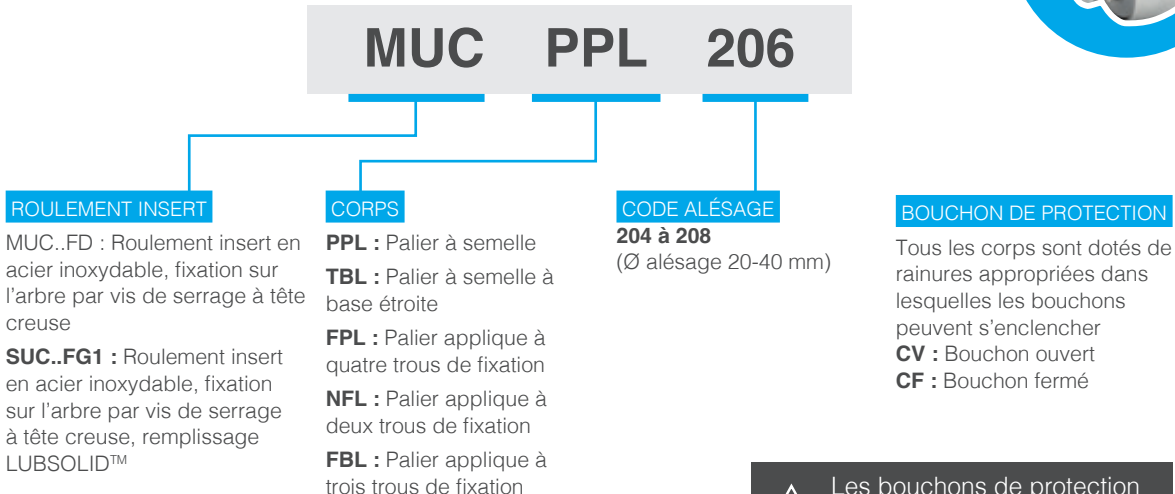 MUC PPL 206
ROULEMENT INSERT
MUC..FD : Roulement insert en
acier inoxydable, fixation sur
l'arbre par vis de serrage à tête
creuse
SUC..FG1 : Roulement insert
en acier inoxydable, fixation
sur l'arbre par vis de serrage
à tête creuse, remplissage
LUBSOLID™
CORPS
PPL : Palier à semelle
TBL : Palier à semelle à
base étroite
FPL : Palier applique à
quatre trous de fixation
NFL : Palier applique à
deux trous de fixation
FBL : Palier applique à
trois trous de fixation
CODE ALÉSAGE
204 à 208
(Ø alésage 20-40 mm)
BOUCHON DE PROTECTION
Tous les corps sont dotés de
rainures appropriées dans
lesquelles les bouchons
peuvent s'enclencher
CV : Bouchon ouvert
CF : Bouchon fermé
Les bouchons de protection